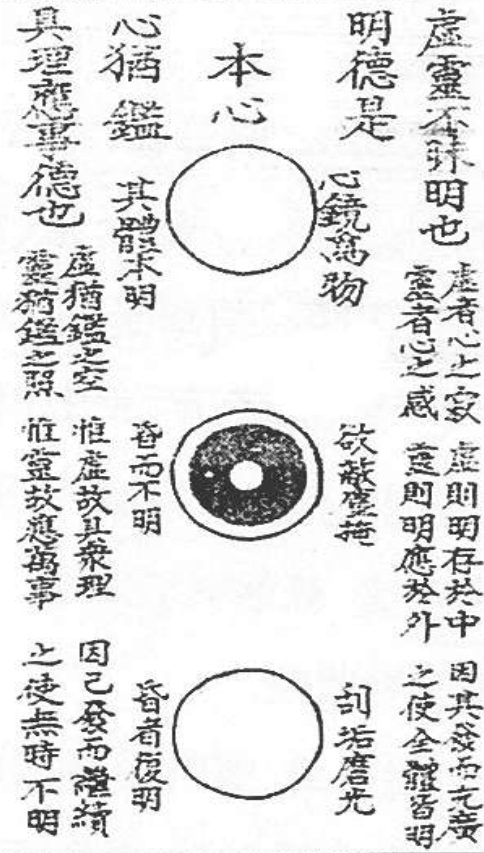 虛靈不昧明也
虛者心之寂
靈者心之感
虛則明存於中
靈則明應於外
因其發而充廣
之使全體皆明
明德是
心鏡萬物
欲蔽塵掩
刮垢磨光
本心
其體本明
昏而不明
昏者復明
心猶鑑
具理應事德也
虛猶鑑之空
靈猶鑑之照
惟虛故具衆理
惟靈故應萬事
因已發而繼續
之使無時不明